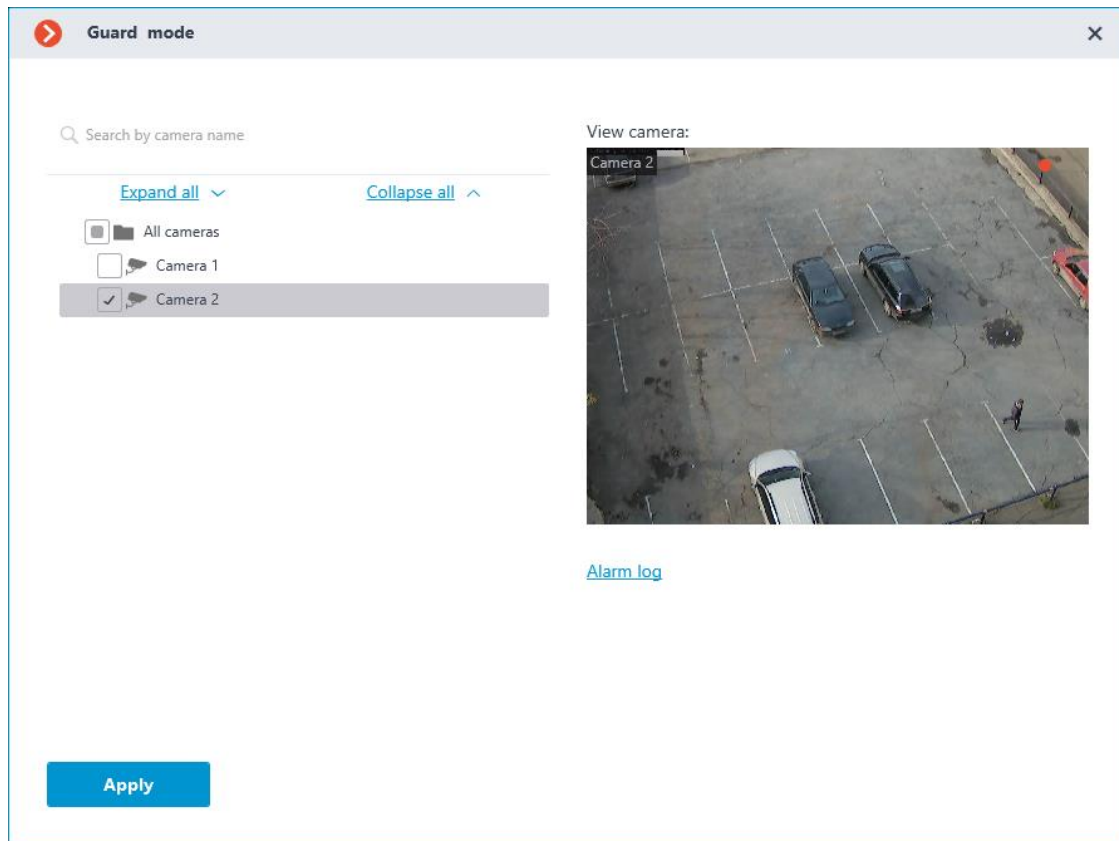 Guard mode
Search by camera name
Expand all
Collapse all
All cameras
Camera 1
Camera 2
View camera:
Camera 2
Alarm log
Apply